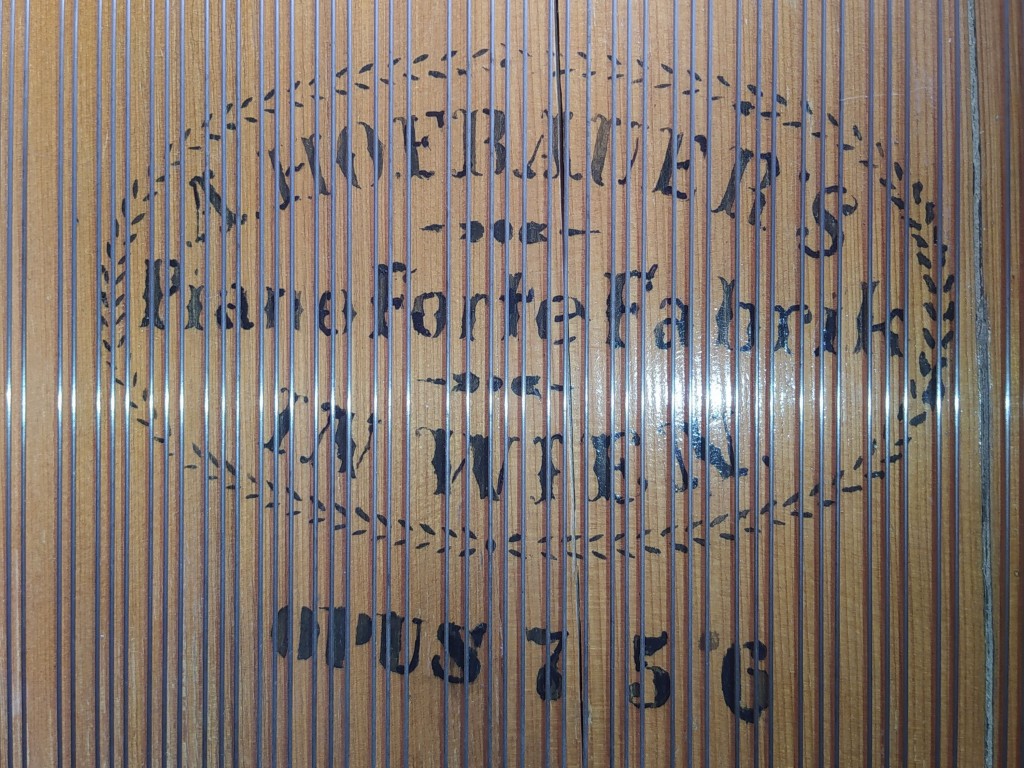 A. HOFBAUER'S
Piano Forte Fabrik
IN WIEN.
OPUS 756